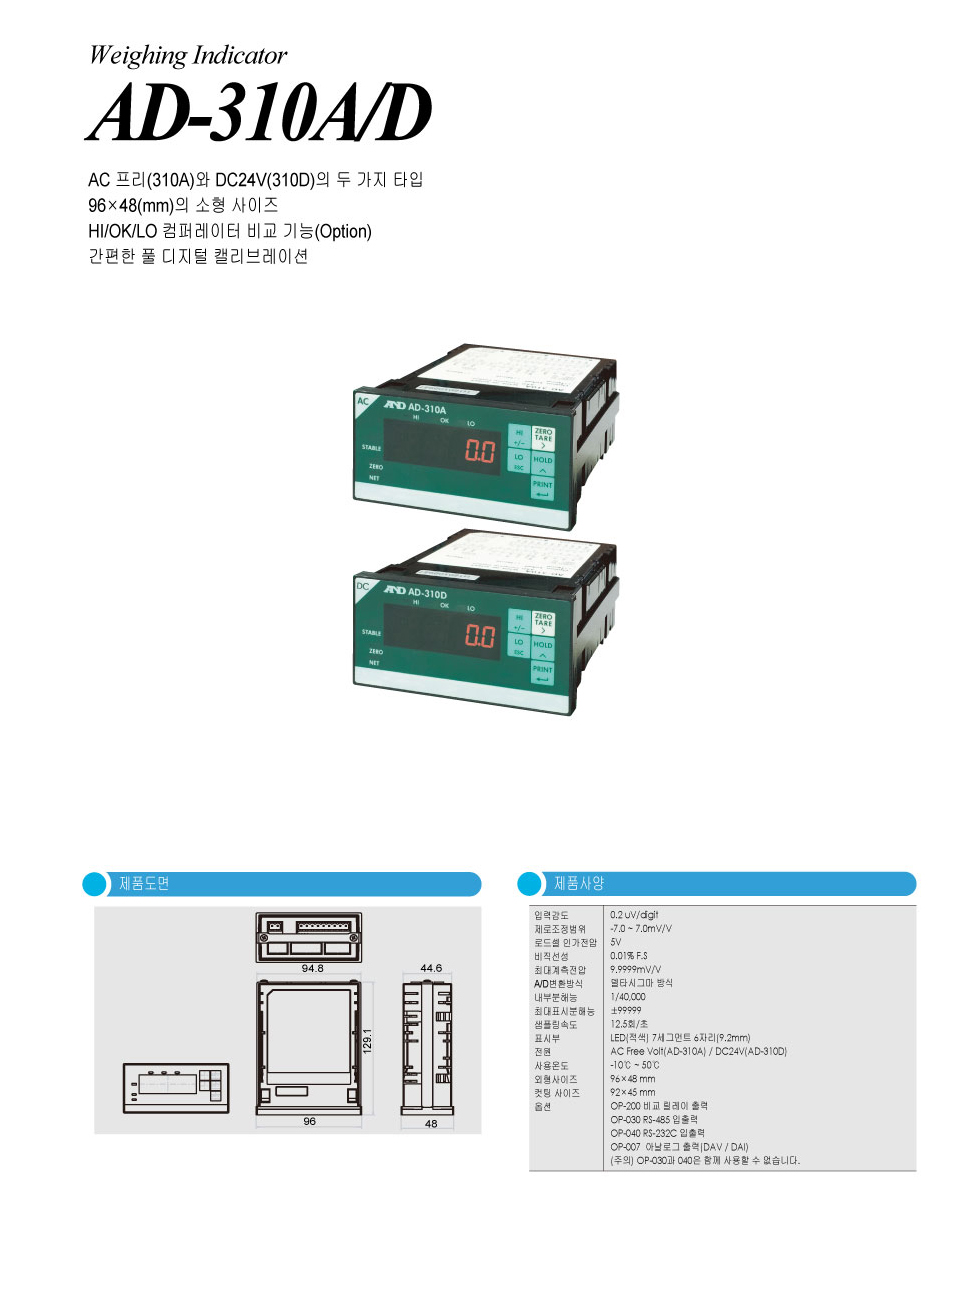 Weighing Indicator
AD-310A/D
AC 프리(310A)와 DC24V(310D)의 두 가지 타입
96×48(mm)의 소형 사이즈
HI/OK/LO 컴퍼레이터 비교 기능(Option)
간편한 풀 디지털 캘리브레이션
AC
AND AD-310A
HI OK LO
STABLE
ZERO
NET
0.0
HI +/-
ZERO TARE >
LO ESC
HOLD
PRINT
DC
AND AD-310D
HI OK LO
STABLE
ZERO
NET
0.0
HI +/-
ZERO TARE >
LO ESC
HOLD
PRINT
제품도면
94.8
44.6
129.1
96
48
제품사양
입력감도 0.2 uV/digit
제로조정범위 -7.0 ~ 7.0mV/V
로드셀 인가전압 5V
비직선성 0.01% F.S
최대계측전압 9.9999mV/V
A/D변환방식 델타시그마 방식
내부분해능 1/40,000
최대표시분해능 ±99999
샘플링속도 12.5회/초
표시부 LED(적색) 7세그먼트 6자리(9.2mm)
전원 AC Free Volt(AD-310A) / DC24V(AD-310D)
사용온도 -10℃ ~ 50℃
외형사이즈 96×48 mm
컷팅 사이즈 92×45 mm
옵션 OP-200 비교 릴레이 출력
OP-030 RS-485 입출력
OP-040 RS-232C 입출력
OP-007 아날로그 출력(DAV / DAI)
(주의) OP-030과 040은 함께 사용할 수 없습니다.